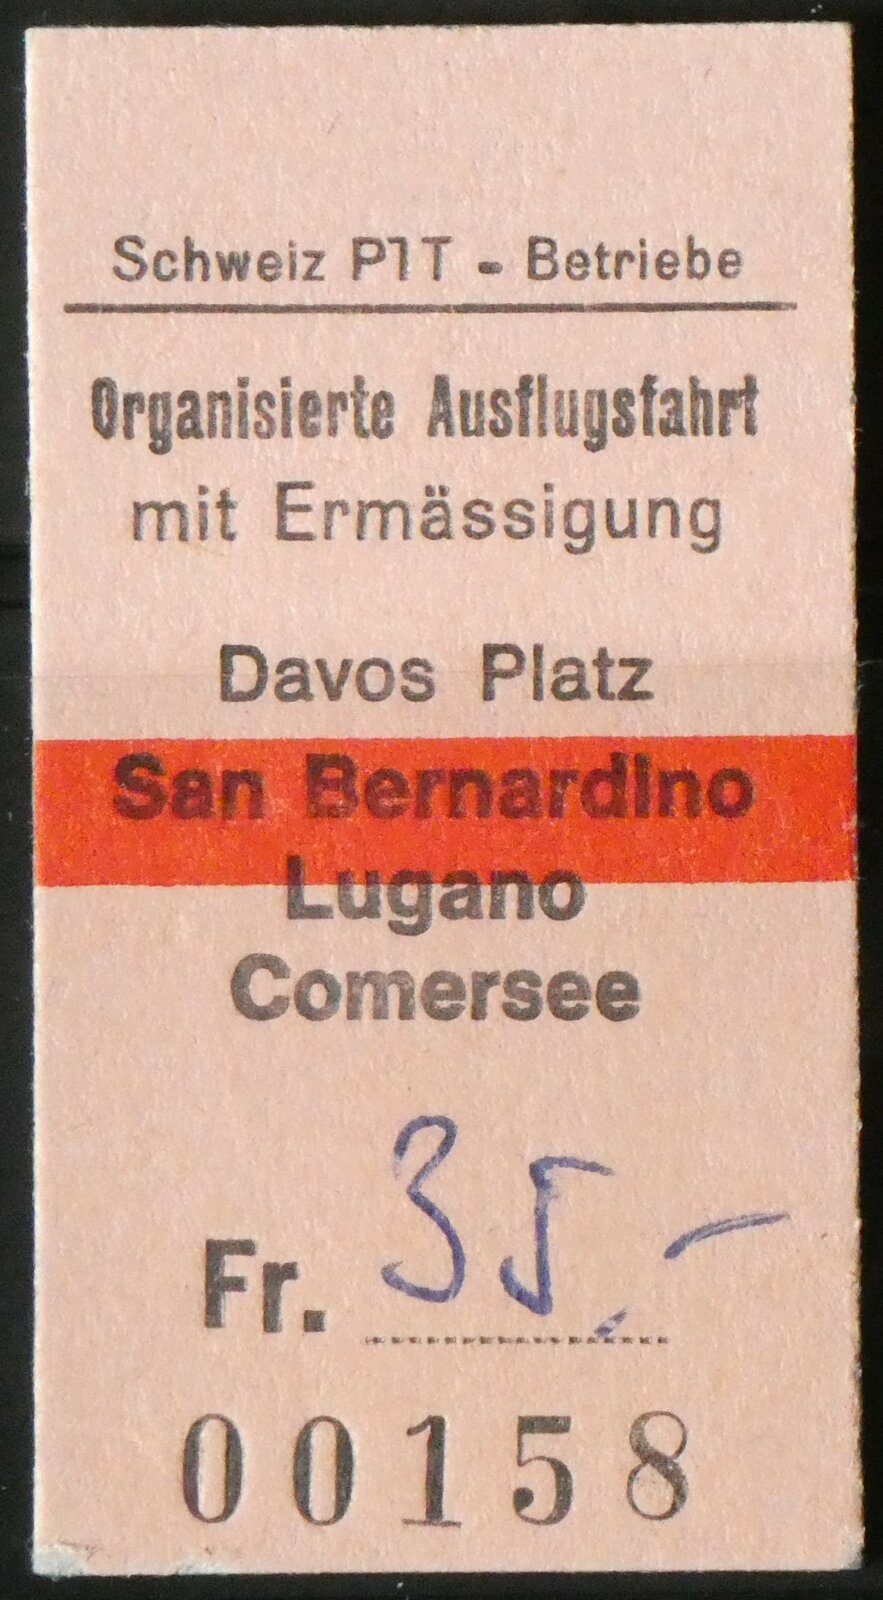 Schweiz PTT - Betriebe
Organisierte Ausflugsfahrt
mit Ermässigung
Davos Platz
San Bernardino
Lugano
Comersee
Fr. 35.-
00158